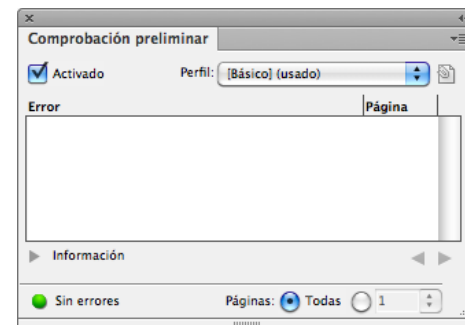 Comprobación preliminar
Activado Perfil: [Básico] (usado)
Error Página
Información
Sin errores Páginas: Todas 1